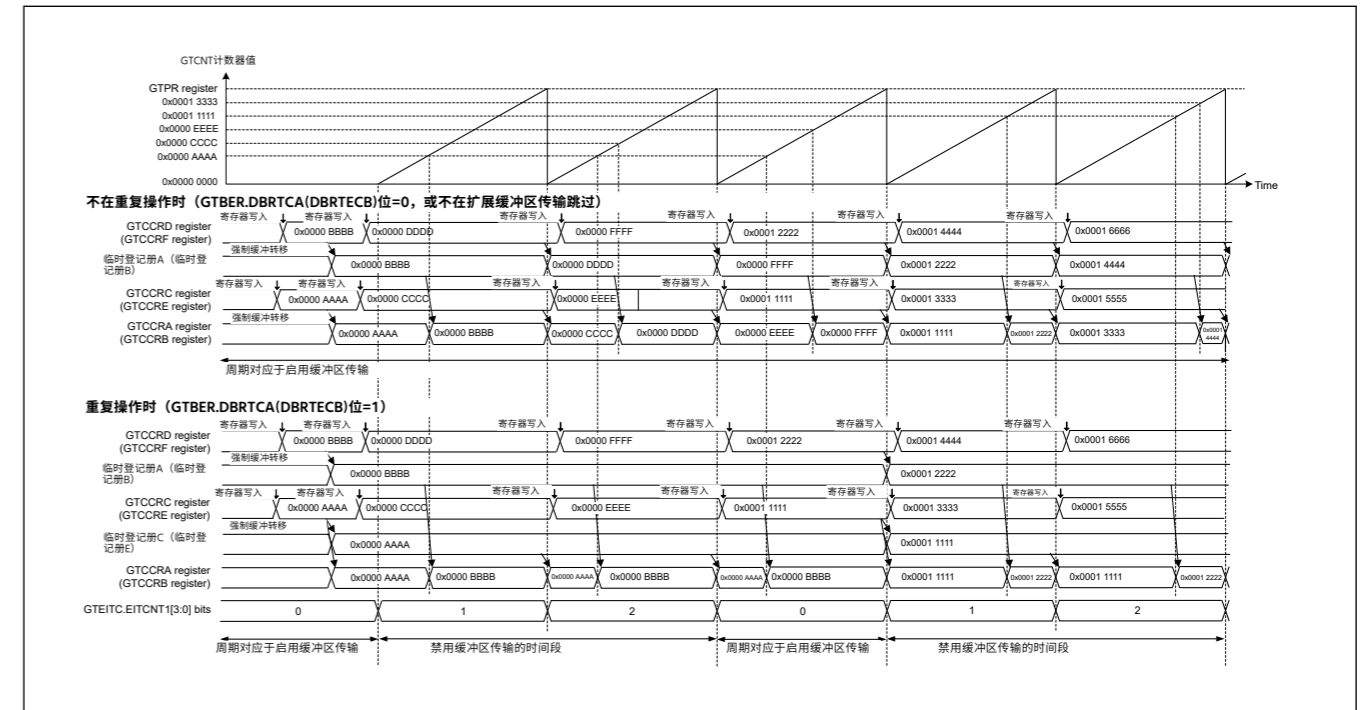 GTCNT计数器值
GTPR register
0x0001 3333
0x0001 1111
0x0000 EEEE
0x0000 CCCC
0x0000 AAAA
0x0000 0000
Time
不在重复操作时（GTBER.DBRTCA(DBRTECB)位=0，或不在扩展缓冲区传输跳过）
寄存器写入 寄存器写入 寄存器写入 寄存器写入 寄存器写入 寄存器写入
GTCCRD register
(GTCCRF register)
0x0000 BBBB 0x0000 DDDD 0x0000 FFFF 0x0001 2222 0x0001 4444 0x0001 6666
强制缓冲转移
临时登记册A（临时登
记册B）
0x0000 BBBB 0x0000 DDDD 0x0000 FFFF 0x0001 2222 0x0001 4444
寄存器写入 寄存器写入 寄存器写入 寄存器写入 寄存器写入 寄存器写入
GTCCRC register
(GTCCRE register)
0x0000 AAAA 0x0000 CCCC 0x0000 EEEE 0x0001 1111 0x0001 3333 0x0001 5555
强制缓冲转移
GTCCRA register
(GTCCRB register)
0x0000 AAAA 0x0000 BBBB 0x0000 CCCC 0x0000 DDDD 0x0000 EEEE 0x0000 FFFF 0x0001 1111 0x0001 2222 0x0001 3333 0x0001 4444
周期对应于启用缓冲区传输
重复操作时（GTBER.DBRTCA(DBRTECB)位=1）
寄存器写入 寄存器写入 寄存器写入 寄存器写入 寄存器写入 寄存器写入
GTCCRD register
(GTCCRF register)
0x0000 BBBB 0x0000 DDDD 0x0000 FFFF 0x0001 2222 0x0001 4444 0x0001 6666
强制缓冲转移
临时登记册A（临时登
记册B）
0x0000 BBBB 0x0001 2222
寄存器写入 寄存器写入 寄存器写入 寄存器写入 寄存器写入 寄存器写入
GTCCRC register
(GTCCRE register)
0x0000 AAAA 0x0000 CCCC 0x0000 EEEE 0x0001 1111 0x0001 3333 0x0001 5555
强制缓冲转移
临时登记册C（临时登
记册E）
0x0000 AAAA 0x0001 1111
GTCCRA register
(GTCCRB register)
0x0000 AAAA 0x0000 BBBB 0x0000 AAAA 0x0000 BBBB 0x0000 AAAA 0x0000 BBBB 0x0001 1111 0x0001 2222 0x0001 1111 0x0001 2222
GTEITC.EITCNT1[3:0] bits 0 1 2 0 1 2
周期对应于启用缓冲区传输 禁用缓冲区传输的时间段 周期对应于启用缓冲区传输 禁用缓冲区传输的时间段